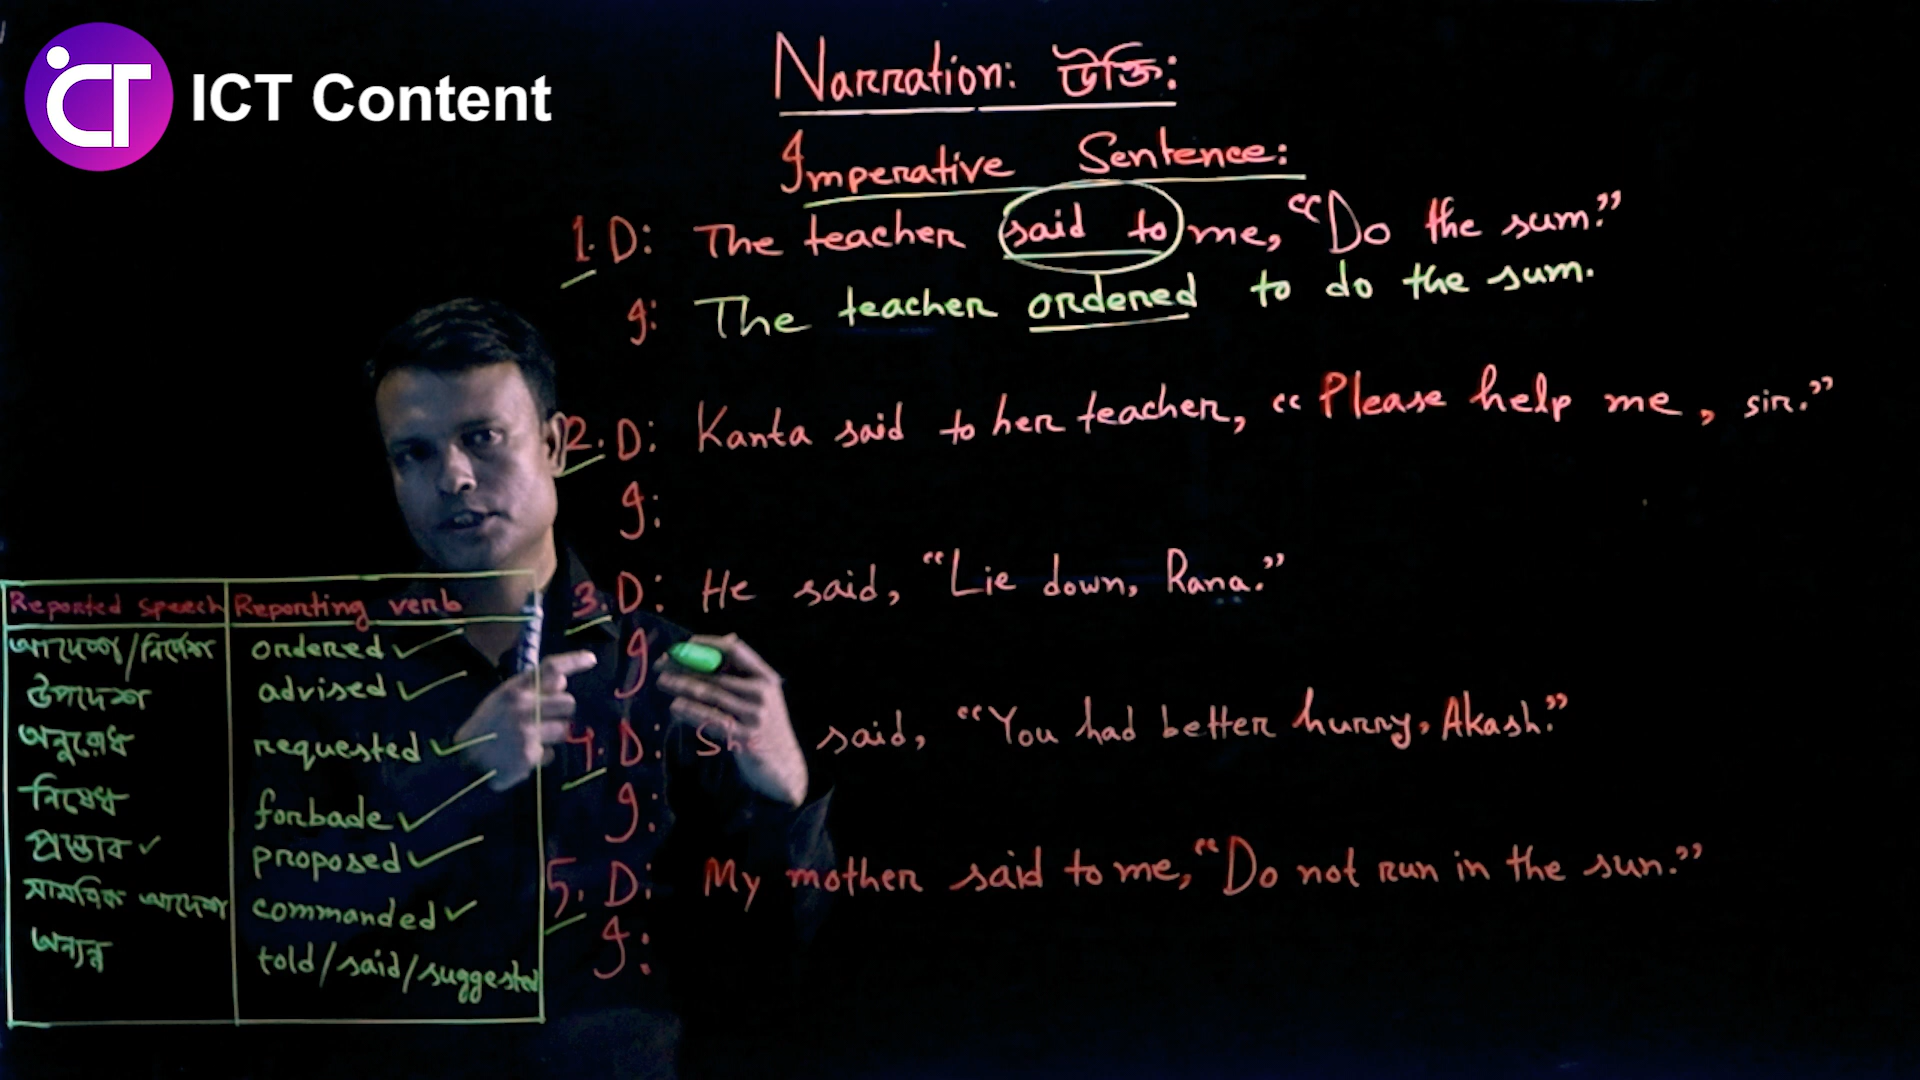 ICT Content
Narration: উক্তি:
Imperative Sentence:
1. D: The teacher said to me, “Do the sum.”
I: The teacher ordered to do the sum.
2. D: Kanta said to her teacher, “Please help me, sir.”
I:
3. D: He said, “Lie down, Rana.”
I:
4. D: She said, “You had better hurry, Akash.”
I:
5. D: My mother said to me, “Do not run in the sun.”
I:
Reported speech Reporting verb
আদেশ/নির্দেশ ordered ✓
উপদেশ advised ✓
অনুরোধ requested ✓
নিষেধ forbade ✓
প্রস্তাব ✓ proposed ✓
সামরিক আদেশ commanded ✓
অন্যান্য told/said/suggested